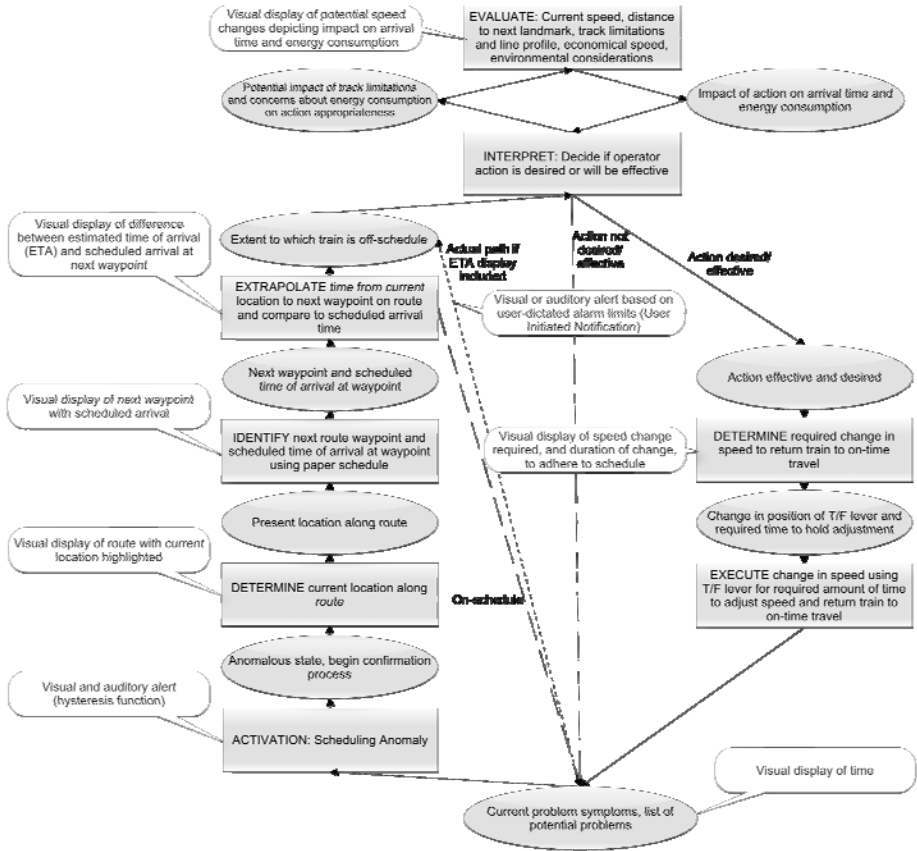 Visual display of potential speed
changes depicting impact on arrival
time and energy consumption
EVALUATE: Current speed, distance
to next landmark, track limitations
and line profile, economical speed,
environmental considerations
Potential impact of track limitations
and concerns about energy consumption
on action appropriateness
Impact of action on arrival time and
energy consumption
INTERPRET: Decide if operator
action is desired or will be effective
Visual display of difference
between estimated time of arrival
(ETA) and scheduled arrival at
next waypoint
Extent to which train is off-schedule
Actual path if
ETA display
included
Action not
desired/
effective
Action desired/
effective
EXTRAPOLATE time from current
location to next waypoint on route
and compare to scheduled arrival
time
Visual or auditory alert based on
user-dictated alarm limits (User
Initiated Notification)
Next waypoint and scheduled
time of arrival at waypoint
Action effective and desired
Visual display of next waypoint
with scheduled arrival
IDENTIFY next route waypoint and
scheduled time of arrival at waypoint
using paper schedule
Visual display of speed change
required, and duration of change,
to adhere to schedule
DETERMINE required change in
speed to return train to on-time
travel
Present location along route
Change in position of T/F lever and
required time to hold adjustment
Visual display of route with current
location highlighted
DETERMINE current location along
route
On-schedule
EXECUTE change in speed using
T/F lever for required amount of time
to adjust speed and return train to
on-time travel
Anomalous state, begin confirmation
process
Visual and auditory alert
(hysteresis function)
ACTIVATION: Scheduling Anomaly
Visual display of time
Current problem symptoms, list of
potential problems